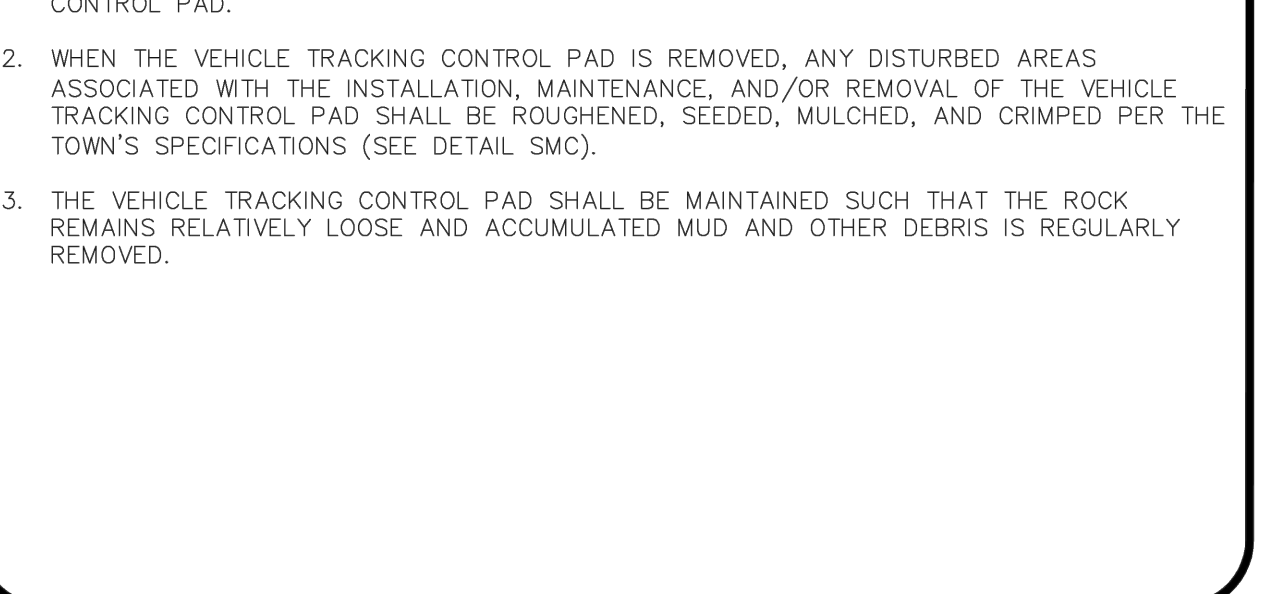 CONTROL PAD.
2. WHEN THE VEHICLE TRACKING CONTROL PAD IS REMOVED, ANY DISTURBED AREAS
ASSOCIATED WITH THE INSTALLATION, MAINTENANCE, AND/OR REMOVAL OF THE VEHICLE
TRACKING CONTROL PAD SHALL BE ROUGHENED, SEEDED, MULCHED, AND CRIMPED PER THE
TOWN'S SPECIFICATIONS (SEE DETAIL SMC).
3. THE VEHICLE TRACKING CONTROL PAD SHALL BE MAINTAINED SUCH THAT THE ROCK
REMAINS RELATIVELY LOOSE AND ACCUMULATED MUD AND OTHER DEBRIS IS REGULARLY
REMOVED.